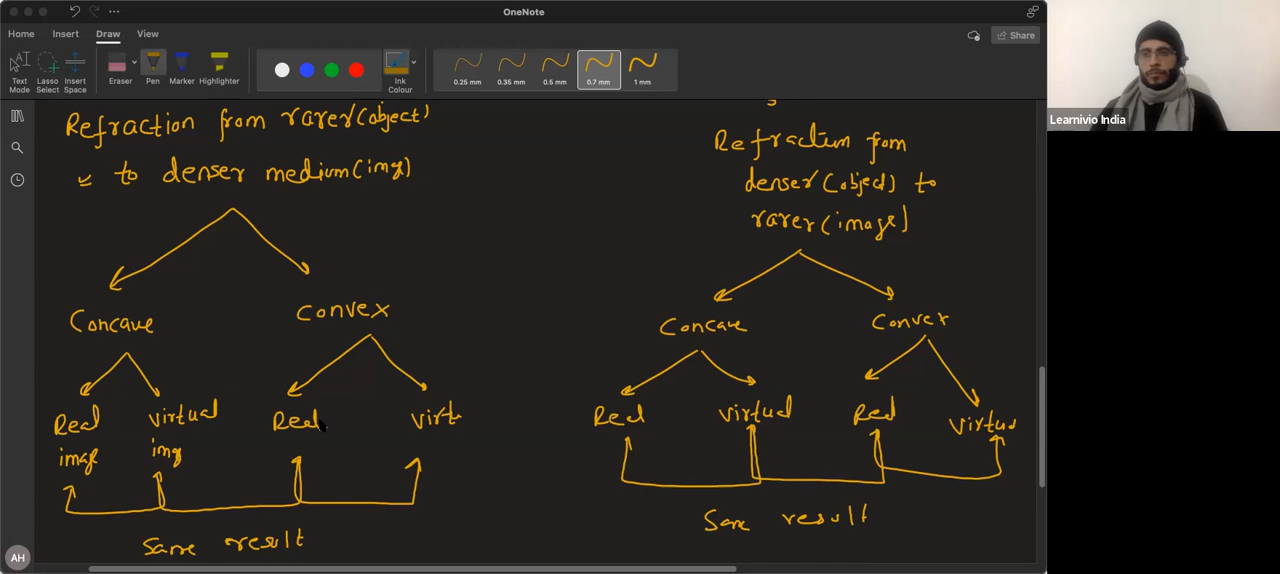 OneNote
Home Insert Draw View
Share
Text Mode
Lasso Select
Insert Space
Eraser
Pen
Marker
Highlighter
Ink Colour
0.25 mm
0.35 mm
0.5 mm
0.7 mm
1 mm
Learnivio India
Refraction from rarer(object)
to denser medium(img)
Concave Convex
Real image
virtual img
Real Virt
Same result
Refraction from
denser(object) to
rarer(image)
Concave Convex
Real Virtual Real Virtual
Same result
AH